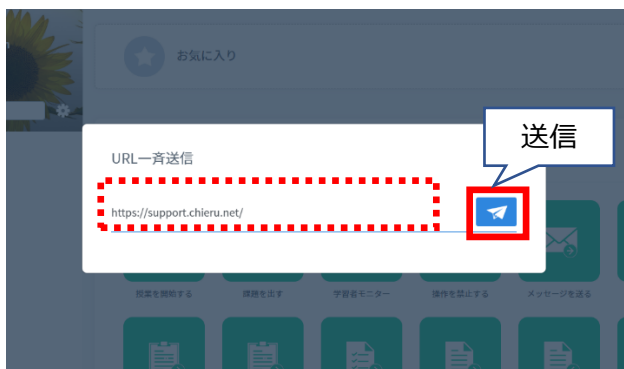 お気に入り
送信
URL一斉送信
https://support.chieru.net/
授業を開始する
課題を出す
学習者モニター
操作を禁止する
メッセージを送る